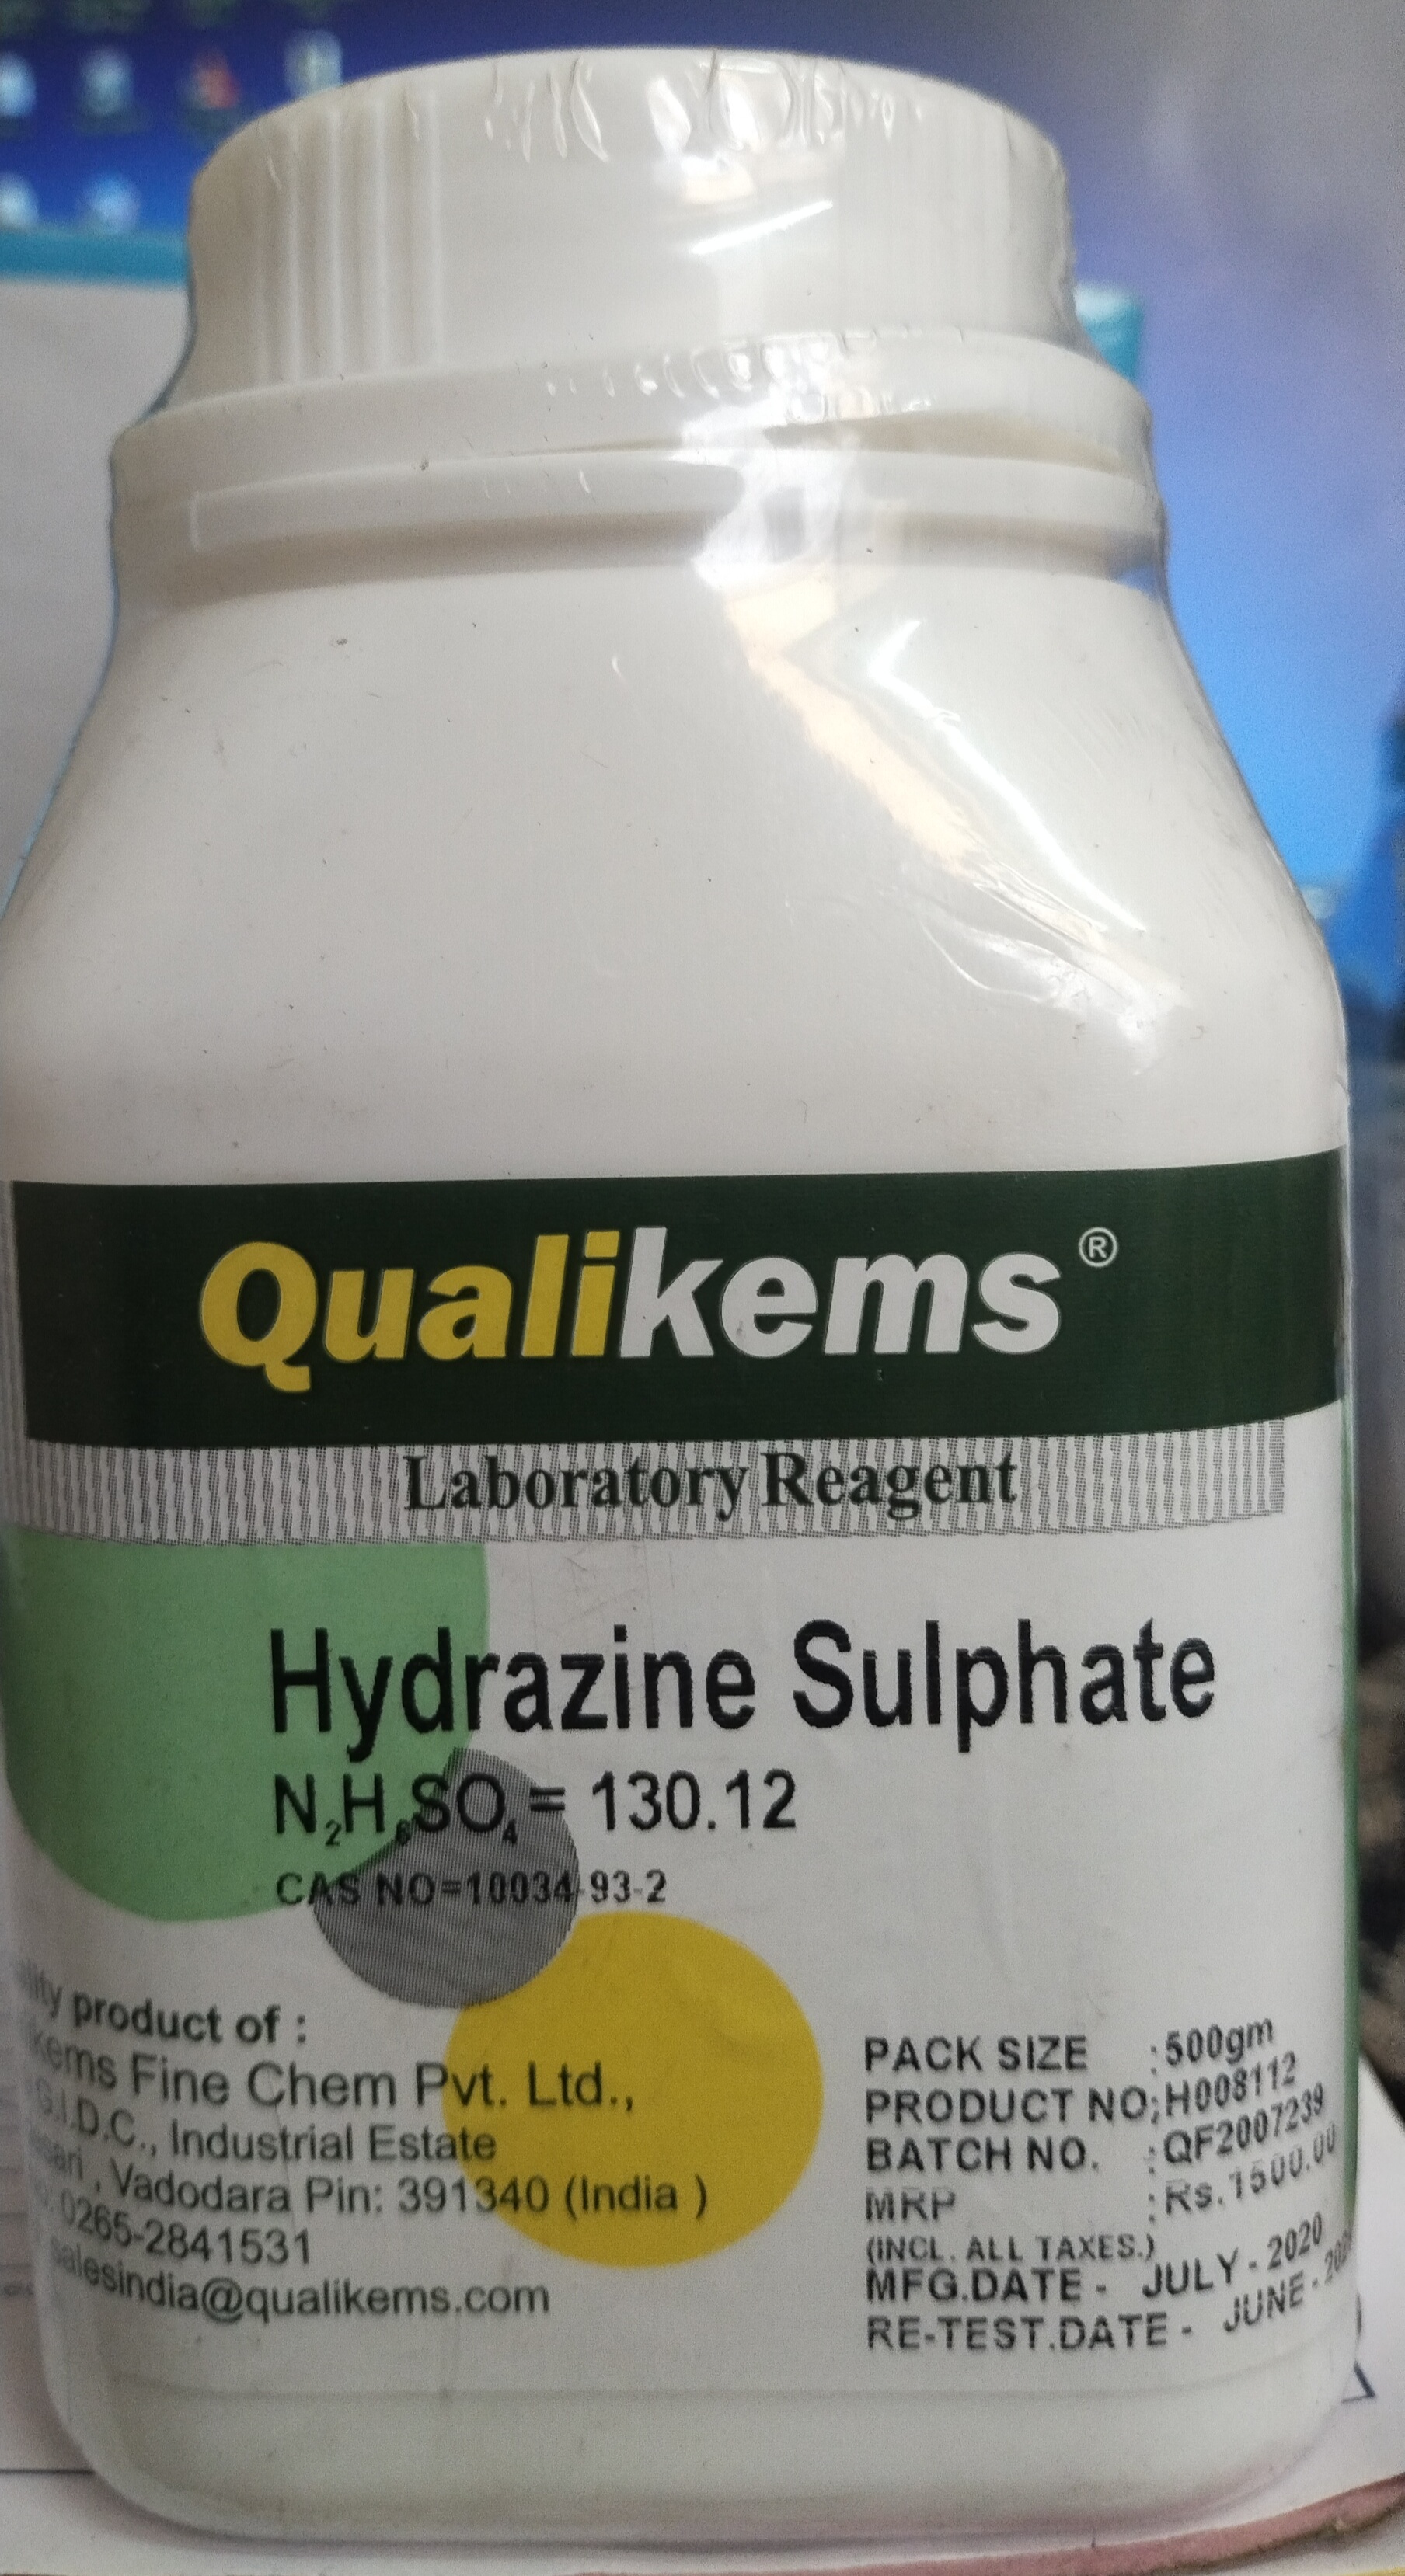 Qualikems®
Laboratory Reagent
Hydrazine Sulphate
N₂H₆SO₄ = 130.12
CAS NO=10034-93-2
product of :
Fine Chem Pvt. Ltd.,
G.I.D.C., Industrial Estate
, Vadodara Pin: 391340 (India )
0265-2841531
salesindia@qualikems.com
PACK SIZE :500gm
PRODUCT NO;H008112
BATCH NO. :QF2007239
MRP :Rs.1500.00
(INCL. ALL TAXES.)
MFG.DATE - JULY - 2020
RE-TEST.DATE - JUNE -